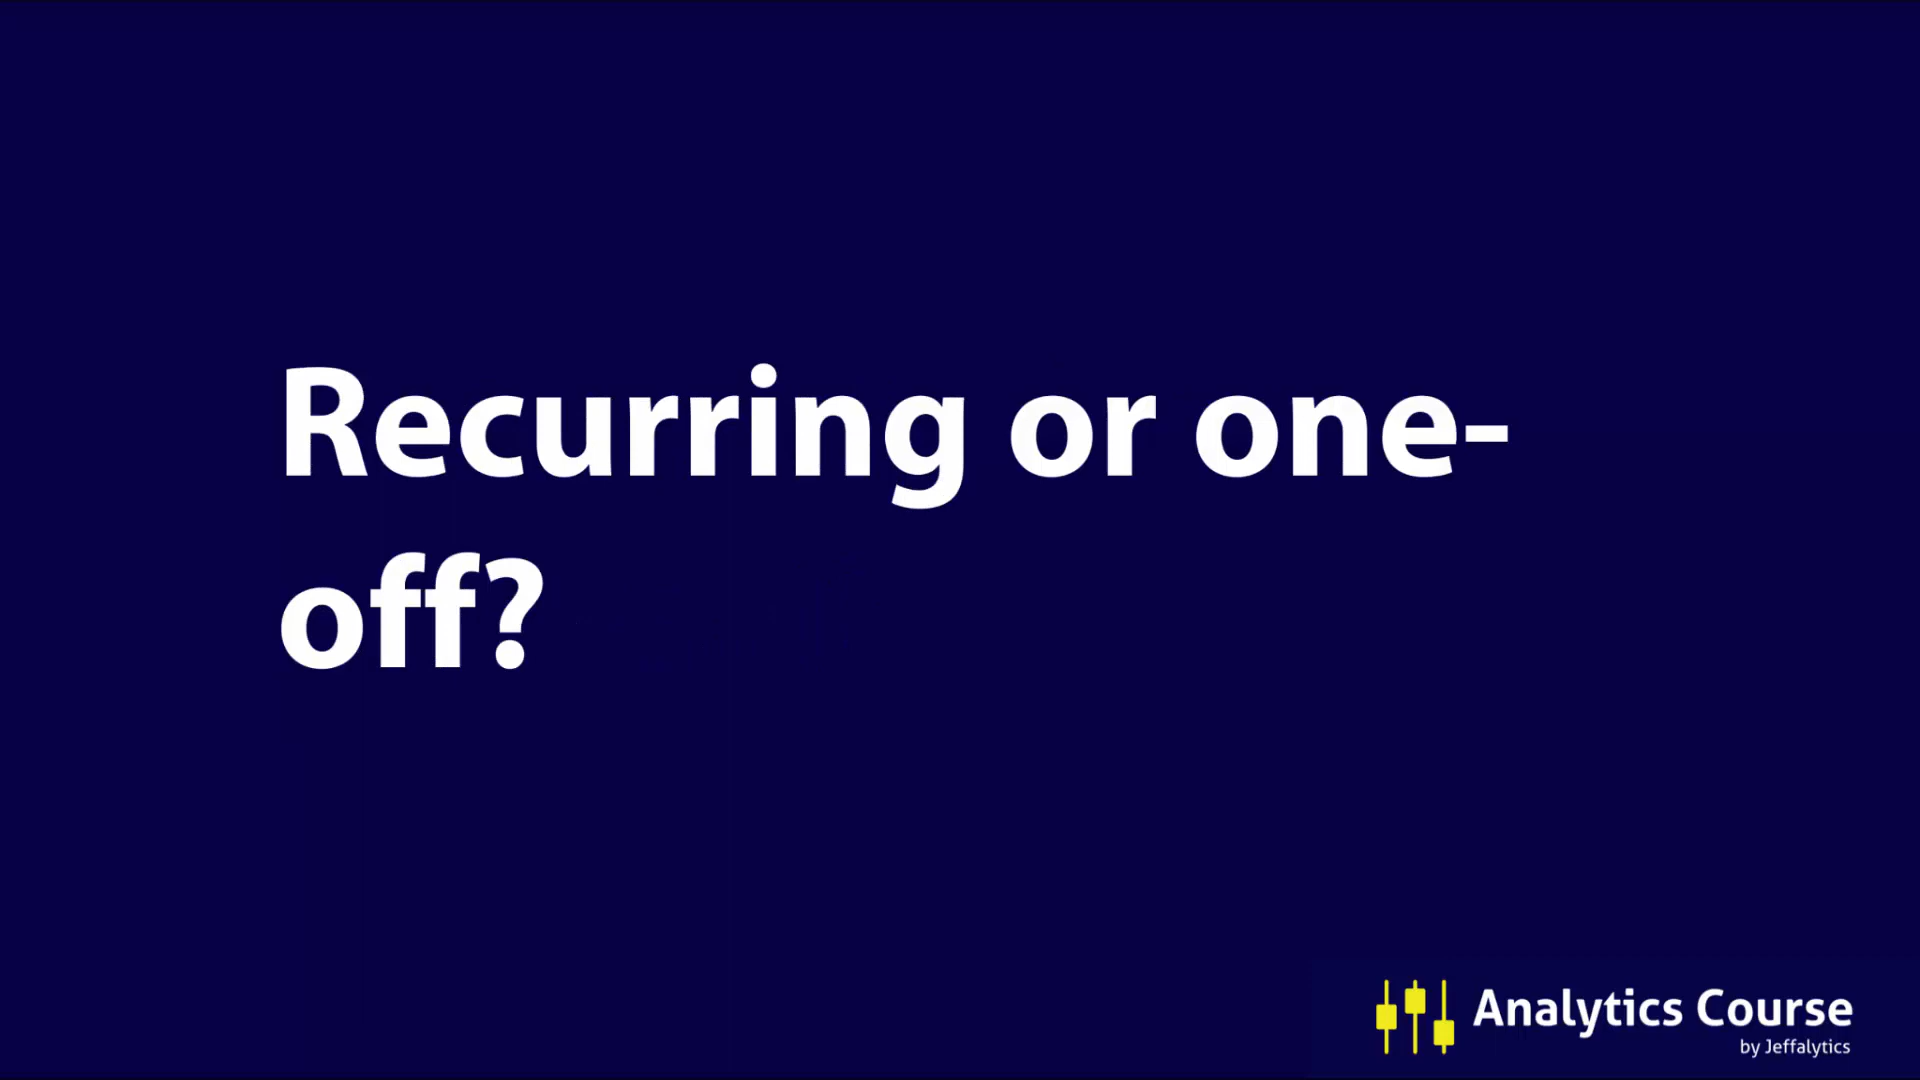 Recurring or one-
off?
Analytics Course
by Jeffalytics